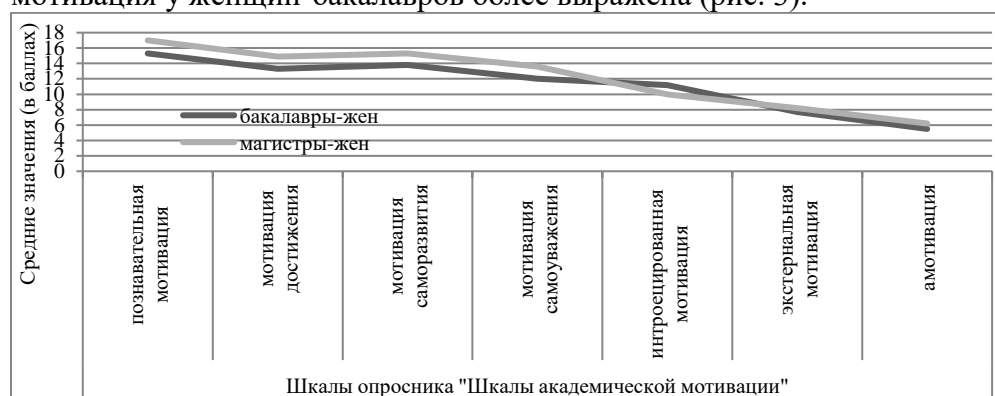 мотивация у женщин-бакалавров более выражена (рис. 3).
Средние значения (в баллах)
18
16
14
12
10
8
6
4
2
0
бакалавры-жен
магистры-жен
познавательная
мотивация
мотивация
достижения
мотивация
саморазвития
мотивация
самоуважения
интроецированная
мотивация
экстернальная
мотивация
амотивация
Шкалы опросника "Шкалы академической мотивации"